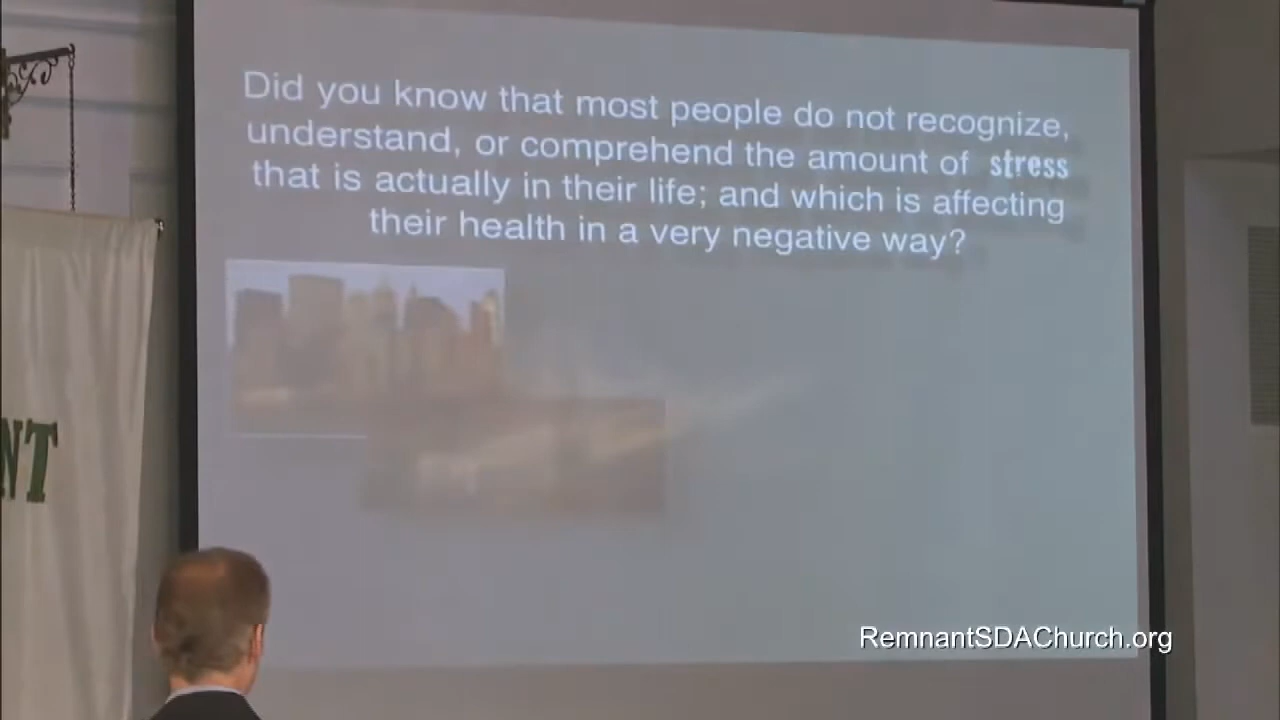 Did you know that most people do not recognize,
understand, or comprehend the amount of stress
that is actually in their life; and which is affecting
their health in a very negative way?
NT
RemnantSDAChurch.org